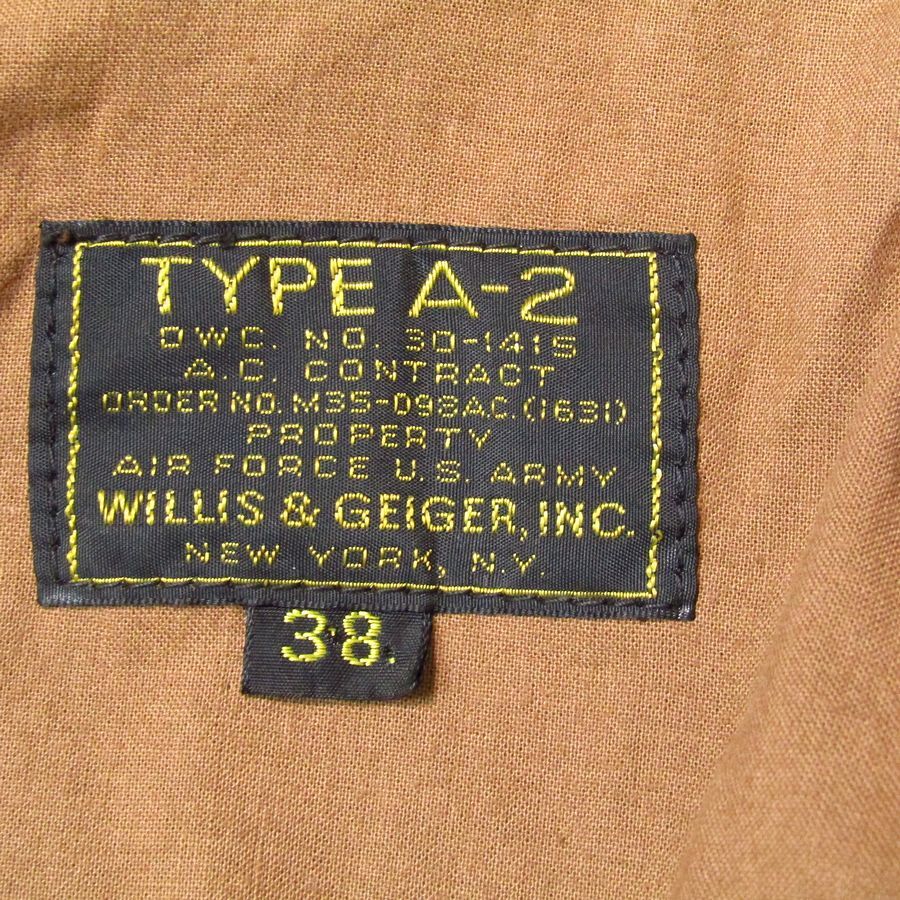 TYPE A-2
DWG. NO. 30-1415
A.C. CONTRACT
ORDER NO. M35-098AC. (1631)
PROPERTY
AIR FORCE U.S. ARMY
WILLIS & GEIGER, INC.
NEW YORK, N.Y.
38.